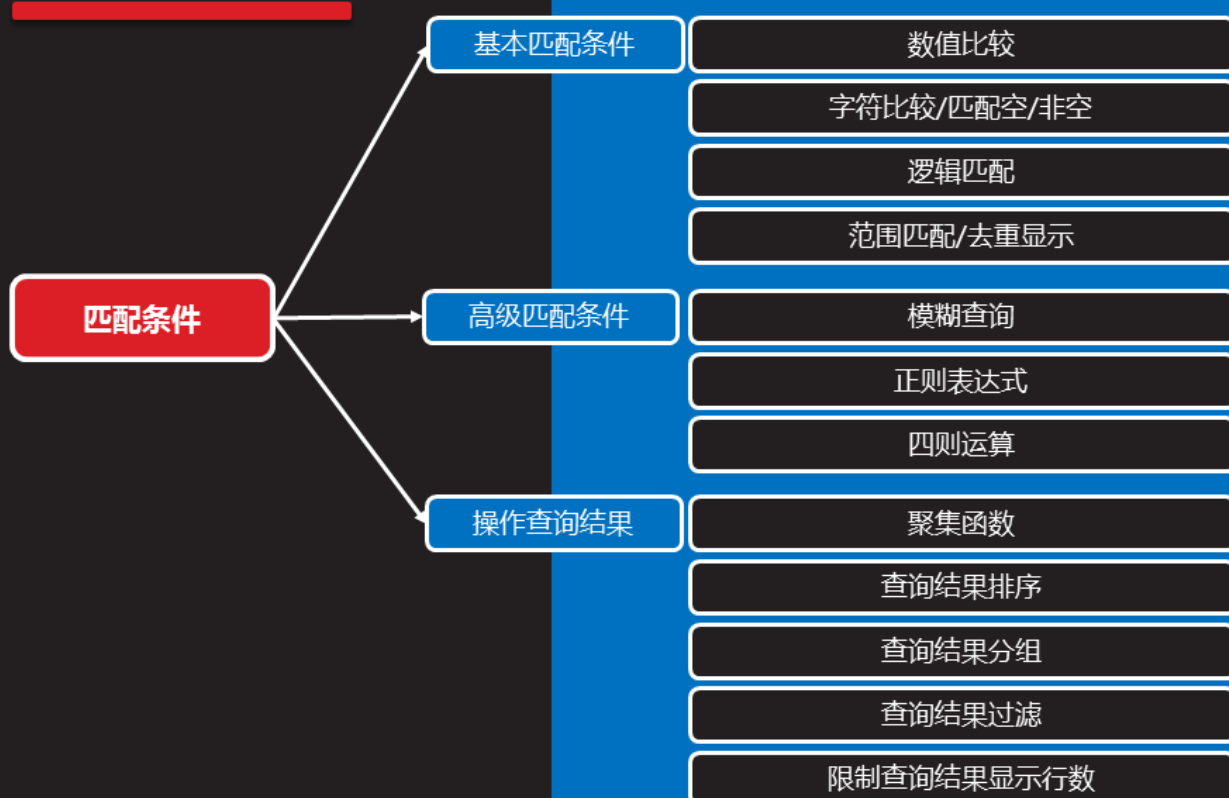 基本匹配条件
数值比较
字符比较/匹配空/非空
逻辑匹配
范围匹配/去重显示
匹配条件
高级匹配条件
模糊查询
正则表达式
四则运算
操作查询结果
聚集函数
查询结果排序
查询结果分组
查询结果过滤
限制查询结果显示行数